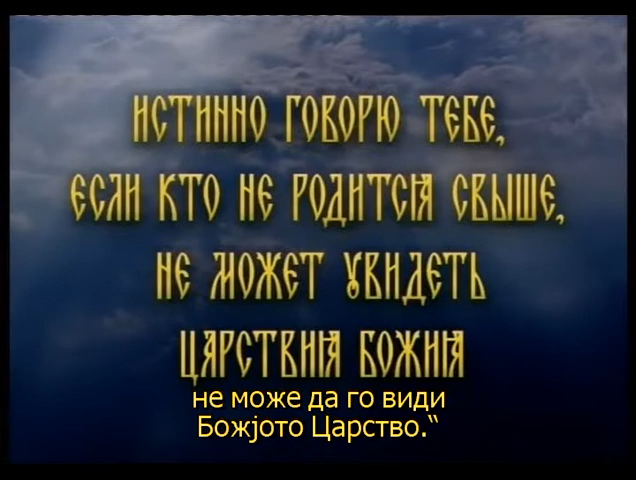 ИСТИННО ГОВОРЮ ТЕБЕ,
ЕСЛИ КТО НЕ РОДИТСЯ СВЫШЕ,
НЕ МОЖЕТ УВИДЕТЬ
ЦАРСТВИЯ БОЖИЯ
не може да го види
Божјото Царство.“